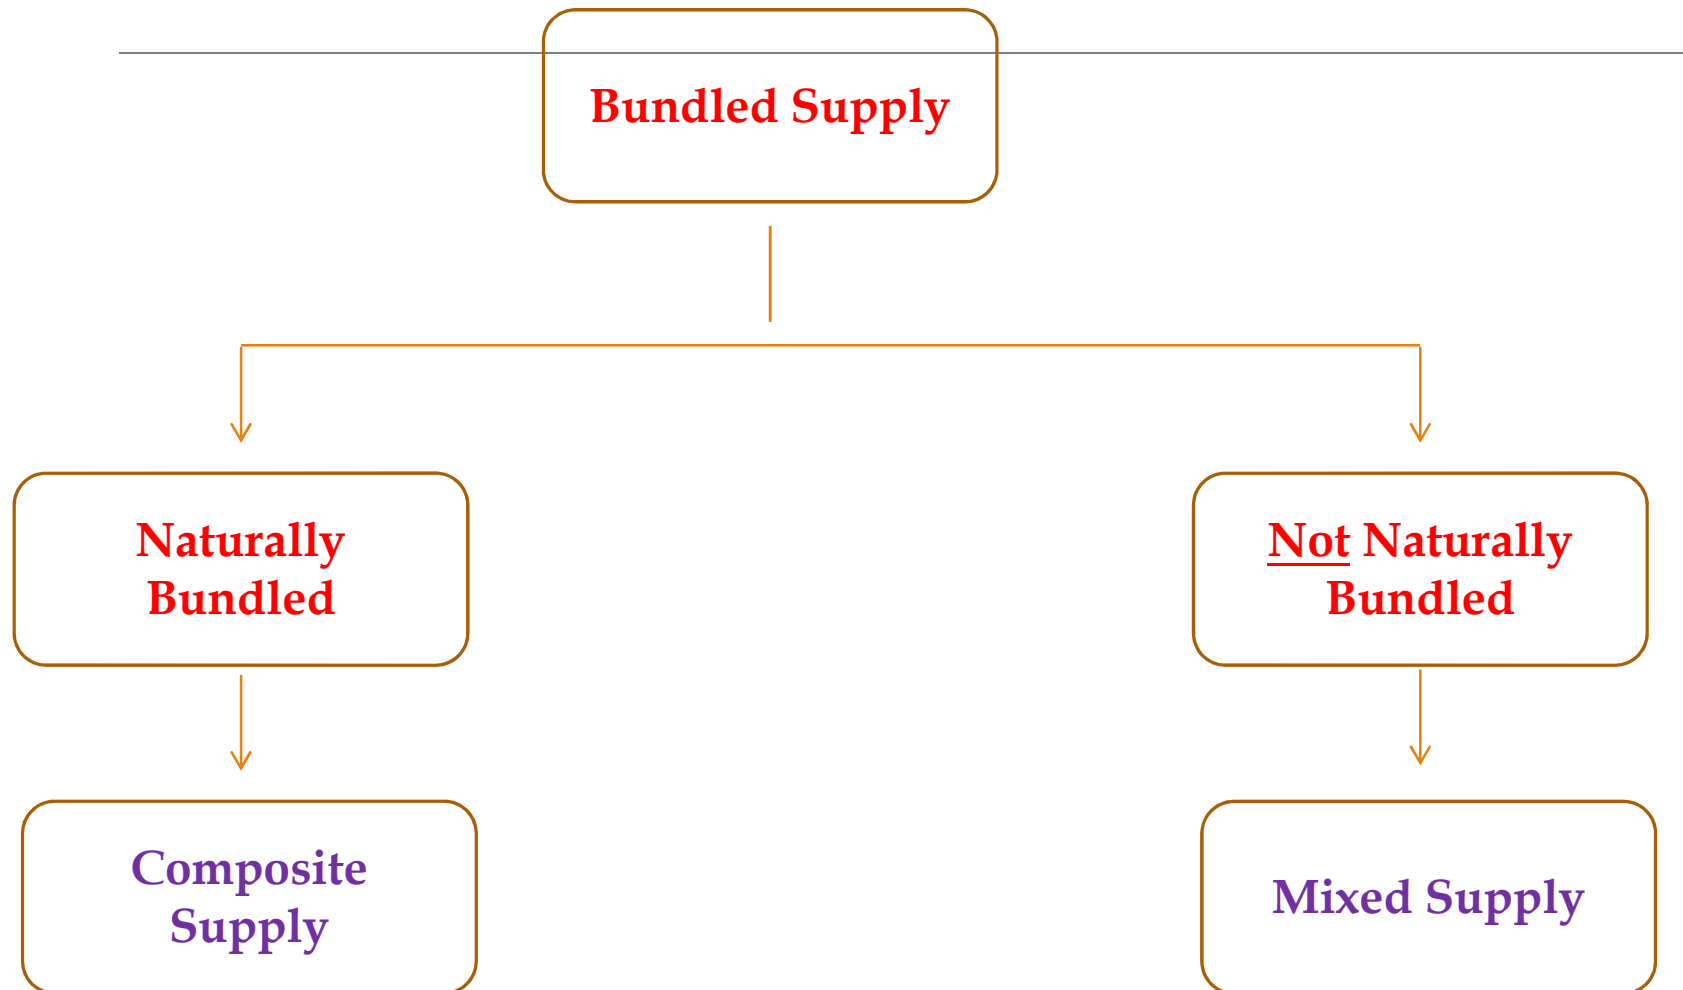 Bundled Supply
Naturally
Bundled
Not Naturally
Bundled
Composite
Supply
Mixed Supply